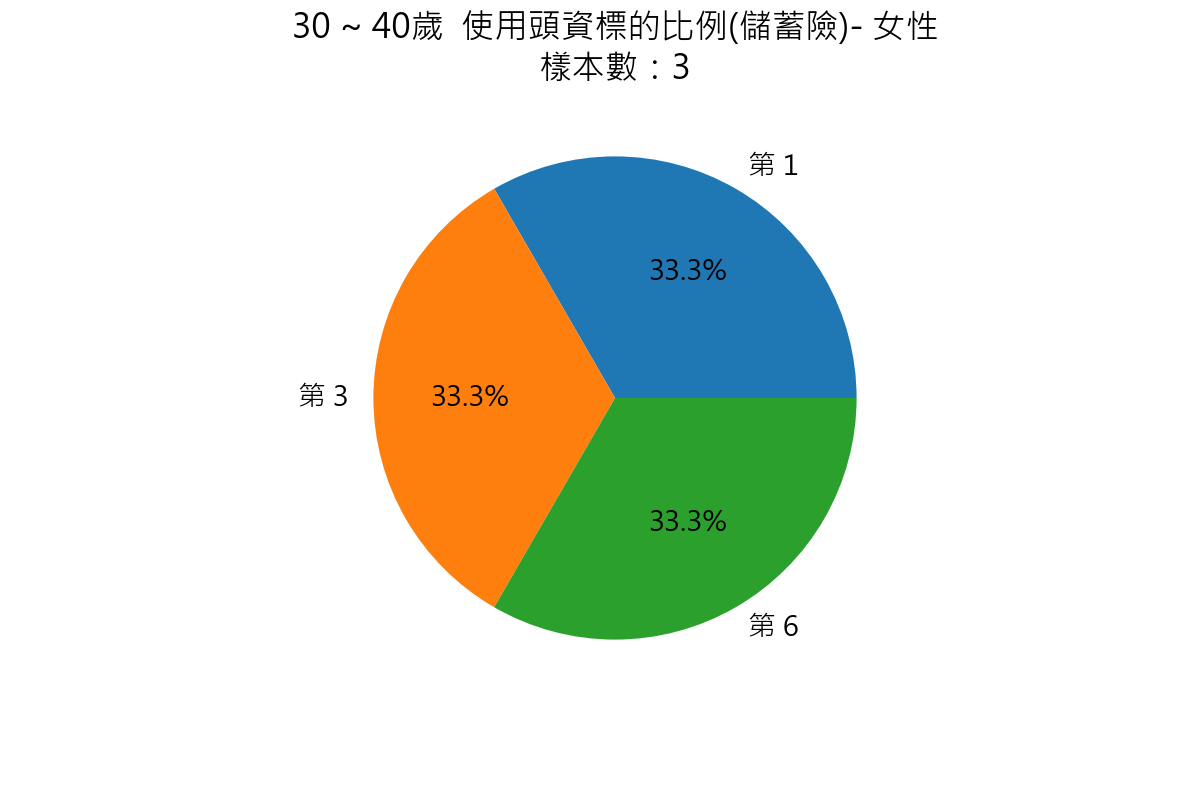 30 ~ 40歲  使用頭資標的比例(儲蓄險)- 女性
樣本數：3
第 1
33.3%
第 3
33.3%
33.3%
第 6